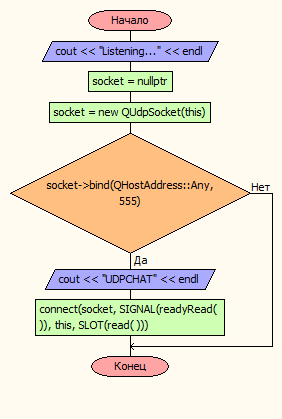 Начало
cout << "Listening..." << endl
socket = nullptr
socket = new QUdpSocket(this)
socket->bind(QHostAddress::Any,
555)
Нет
Да
cout << "UDPCHAT" << endl
connect(socket, SIGNAL(readyRead(
)), this, SLOT(read( )))
Конец